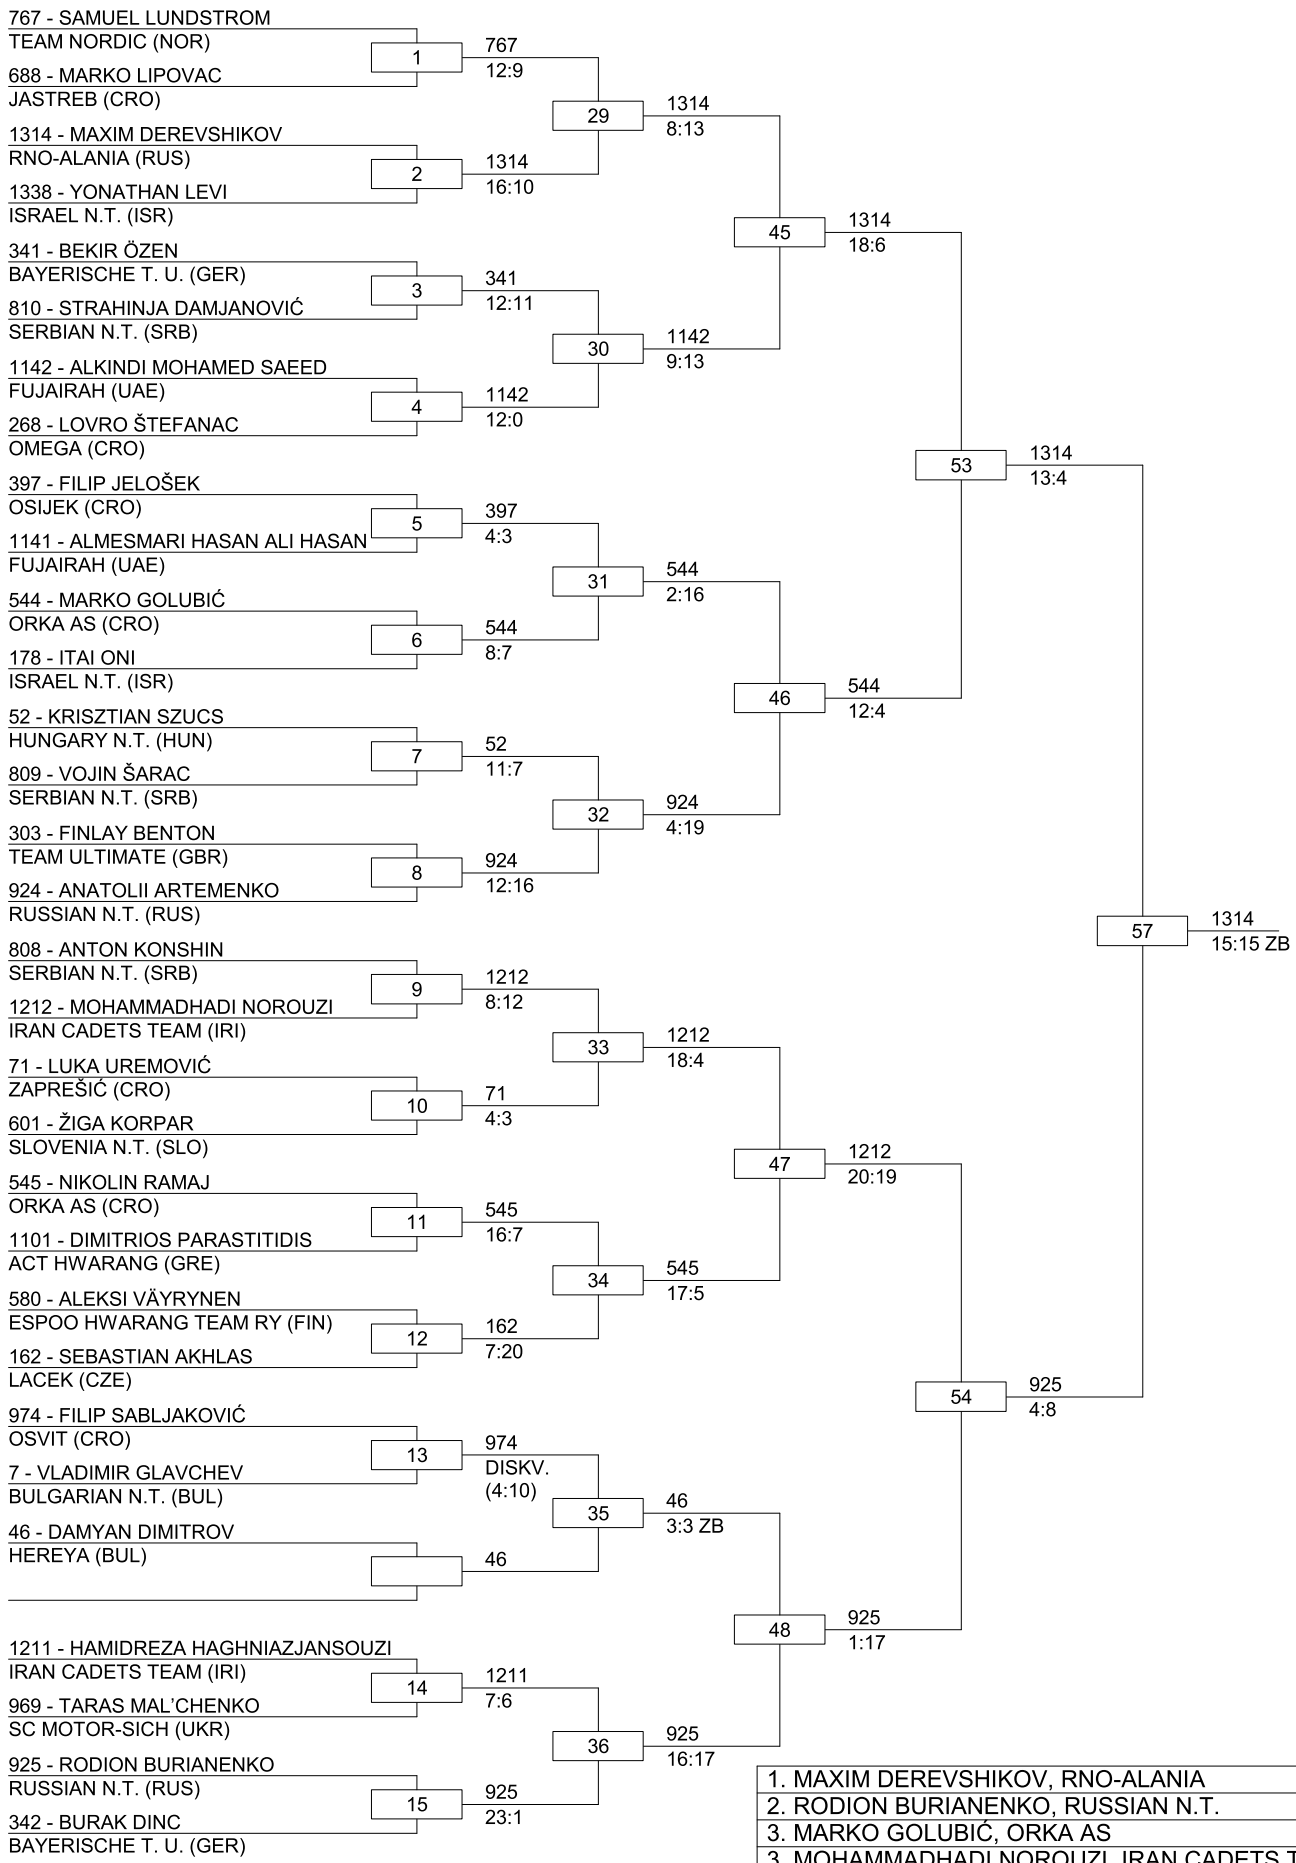 767 - SAMUEL LUNDSTROM
TEAM NORDIC (NOR)
1
767
12:9
688 - MARKO LIPOVAC
JASTREB (CRO)
29
1314
8:13
1314 - MAXIM DEREVSHIKOV
RNO-ALANIA (RUS)
2
1314
16:10
1338 - YONATHAN LEVI
ISRAEL N.T. (ISR)
45
1314
18:6
341 - BEKIR ÖZEN
BAYERISCHE T. U. (GER)
3
341
12:11
810 - STRAHINJA DAMJANOVIĆ
SERBIAN N.T. (SRB)
30
1142
9:13
1142 - ALKINDI MOHAMED SAEED
FUJAIRAH (UAE)
4
1142
12:0
268 - LOVRO ŠTEFANAC
OMEGA (CRO)
53
1314
13:4
397 - FILIP JELOŠEK
OSIJEK (CRO)
5
397
4:3
1141 - ALMESMARI HASAN ALI HASAN
FUJAIRAH (UAE)
31
544
2:16
544 - MARKO GOLUBIĆ
ORKA AS (CRO)
6
544
8:7
178 - ITAI ONI
ISRAEL N.T. (ISR)
46
544
12:4
52 - KRISZTIAN SZUCS
HUNGARY N.T. (HUN)
7
52
11:7
809 - VOJIN ŠARAC
SERBIAN N.T. (SRB)
32
924
4:19
303 - FINLAY BENTON
TEAM ULTIMATE (GBR)
8
924
12:16
924 - ANATOLII ARTEMENKO
RUSSIAN N.T. (RUS)
57
1314
15:15 ZB
808 - ANTON KONSHIN
SERBIAN N.T. (SRB)
9
1212
8:12
1212 - MOHAMMADHADI NOROUZI
IRAN CADETS TEAM (IRI)
33
1212
18:4
71 - LUKA UREMOVIĆ
ZAPREŠIĆ (CRO)
10
71
4:3
601 - ŽIGA KORPAR
SLOVENIA N.T. (SLO)
47
1212
20:19
545 - NIKOLIN RAMAJ
ORKA AS (CRO)
11
545
16:7
1101 - DIMITRIOS PARASTITIDIS
ACT HWARANG (GRE)
34
545
17:5
580 - ALEKSI VÄYRYNEN
ESPOO HWARANG TEAM RY (FIN)
12
162
7:20
162 - SEBASTIAN AKHLAS
LACEK (CZE)
54
925
4:8
974 - FILIP SABLJAKOVIĆ
OSVIT (CRO)
13
974
DISKV.
(4:10)
7 - VLADIMIR GLAVCHEV
BULGARIAN N.T. (BUL)
35
46
3:3 ZB
46 - DAMYAN DIMITROV
HEREYA (BUL)
46
48
925
1:17
1211 - HAMIDREZA HAGHNIAZJANSOUZI
IRAN CADETS TEAM (IRI)
14
1211
7:6
969 - TARAS MAL'CHENKO
SC MOTOR-SICH (UKR)
36
925
16:17
925 - RODION BURIANENKO
RUSSIAN N.T. (RUS)
15
925
23:1
342 - BURAK DINC
BAYERISCHE T. U. (GER)
1. MAXIM DEREVSHIKOV, RNO-ALANIA
2. RODION BURIANENKO, RUSSIAN N.T.
3. MARKO GOLUBIĆ, ORKA AS
3. MOHAMMADHADI NOROUZI, IRAN CADETS